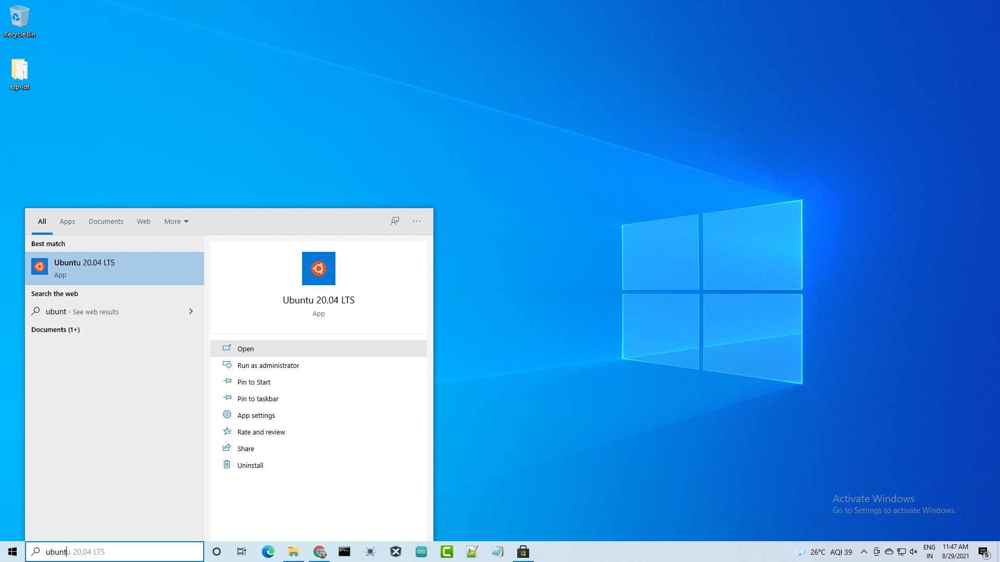 Recycle Bin
esp-idf
All Apps Documents Web More
Best match
Ubuntu 20.04 LTS
App
Search the web
ubunt - See web results
Documents (1+)
Ubuntu 20.04 LTS
App
Open
Run as administrator
Pin to Start
Pin to taskbar
App settings
Rate and review
Share
Uninstall
Activate Windows
Go to Settings to activate Windows.
ubuntu 20.04 LTS
26°C AQI 39
ENG
IN
11:47 AM
8/29/2021
6